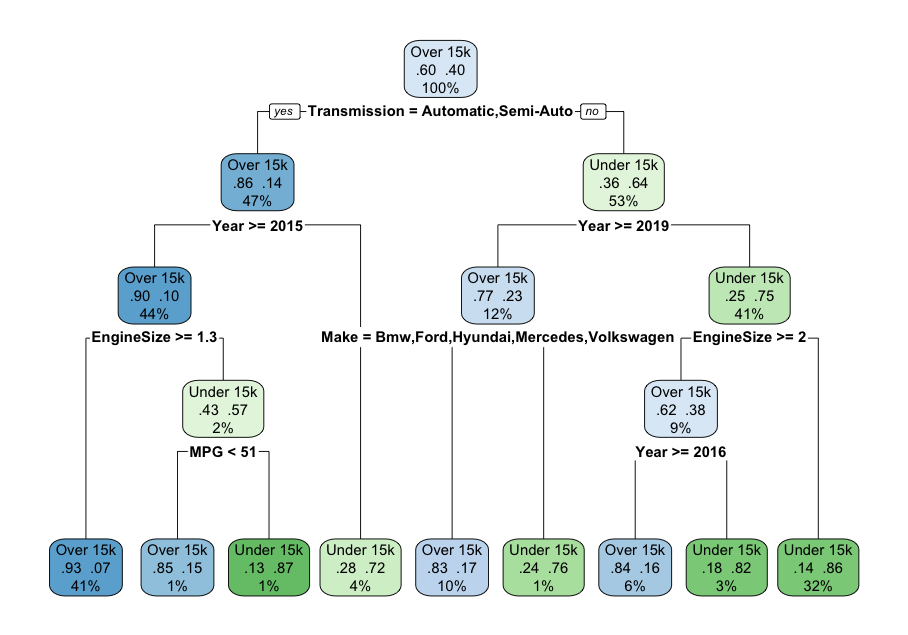 Over 15k
.60 .40
100%
yes Transmission = Automatic,Semi-Auto no
Over 15k
.86 .14
47%
Under 15k
.36 .64
53%
Year >= 2015
Year >= 2019
Over 15k
.90 .10
44%
Over 15k
.77 .23
12%
Under 15k
.25 .75
41%
EngineSize >= 1.3
Make = Bmw,Ford,Hyundai,Mercedes,Volkswagen
EngineSize >= 2
Under 15k
.43 .57
2%
Over 15k
.62 .38
9%
MPG < 51
Year >= 2016
Over 15k
.93 .07
41%
Over 15k
.85 .15
1%
Under 15k
.13 .87
1%
Under 15k
.28 .72
4%
Over 15k
.83 .17
10%
Under 15k
.24 .76
1%
Over 15k
.84 .16
6%
Under 15k
.18 .82
3%
Under 15k
.14 .86
32%